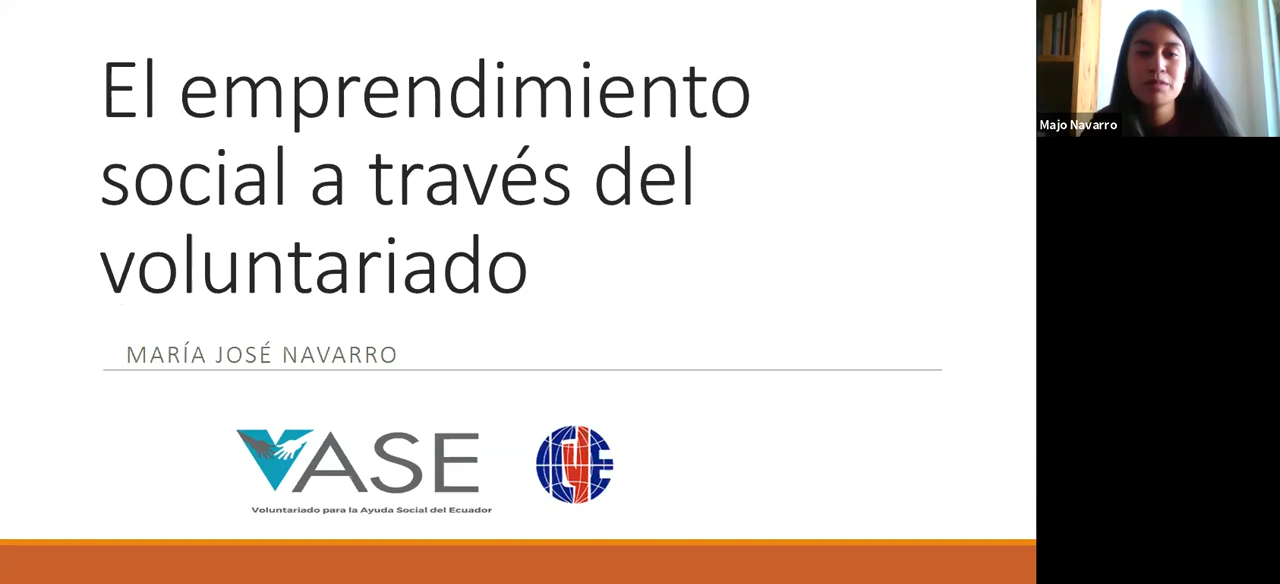 El emprendimiento
social a través del
voluntariado
MARÍA JOSÉ NAVARRO
VASE
Voluntariado para la Ayuda Social del Ecuador
Majo Navarro